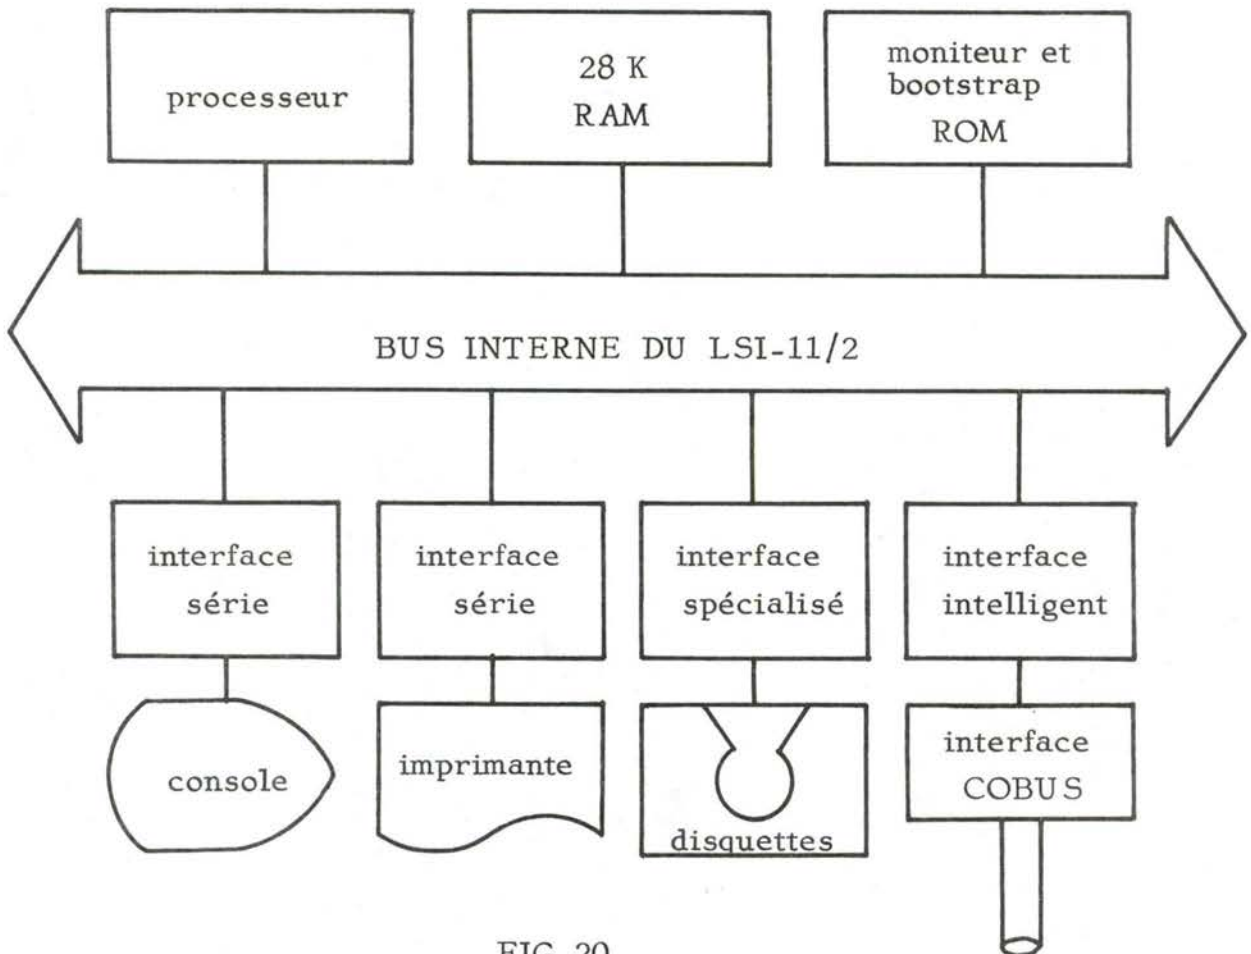 processeur
28 K
RAM
moniteur et
bootstrap
ROM
BUS INTERNE DU LSI-11/2
interface
série
interface
série
interface
spécialisé
interface
intelligent
console
imprimante
disquettes
interface
COBUS
FIG 20